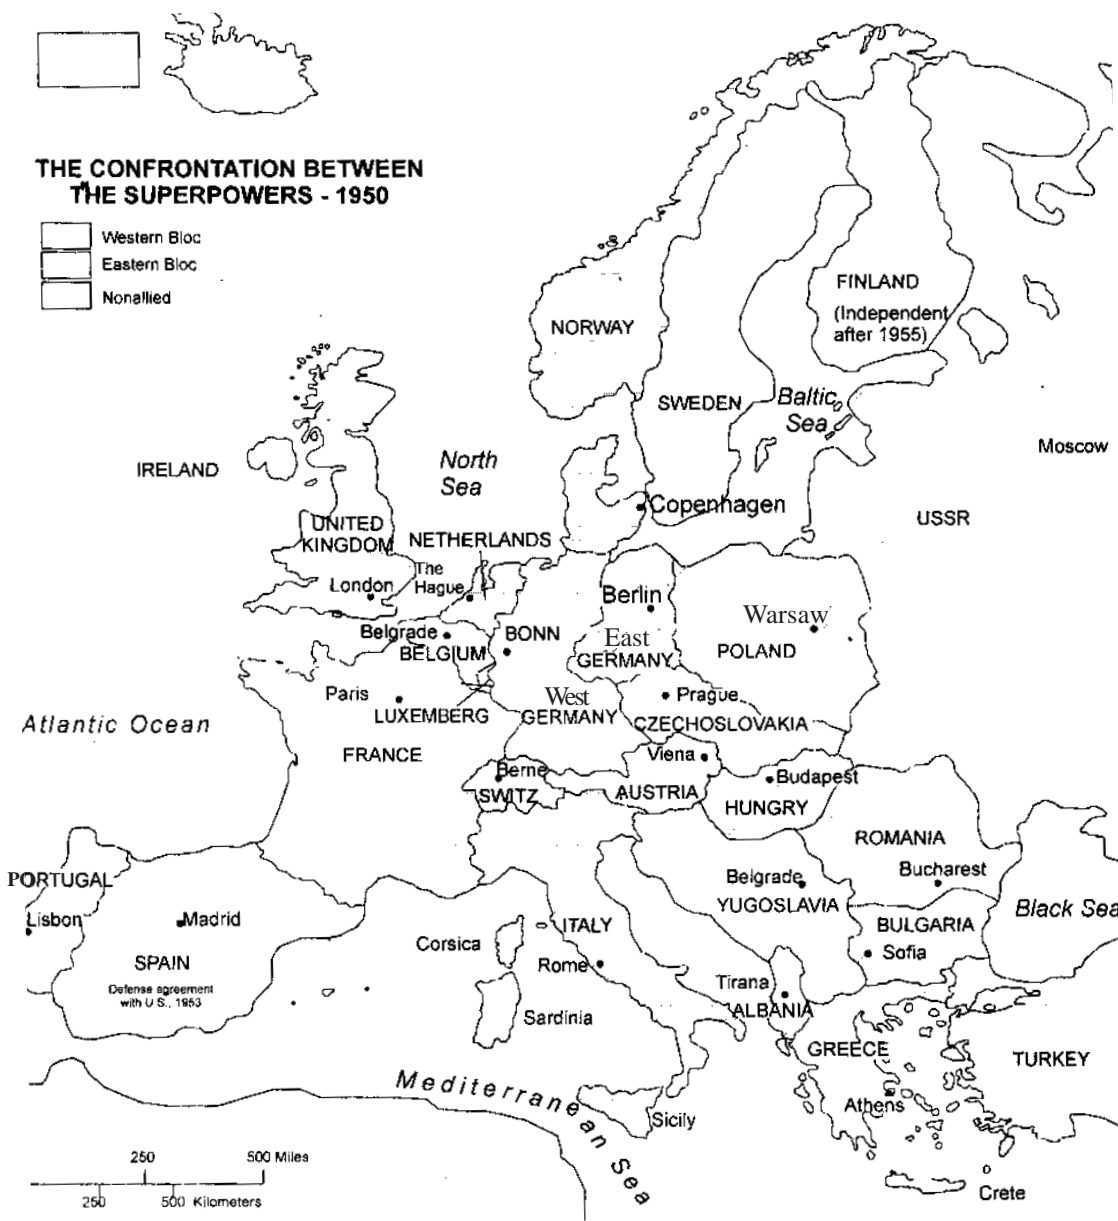 THE CONFRONTATION BETWEEN
THE SUPERPOWERS - 1950
Western Bloc
Eastern Bloc
Nonallied
FINLAND
(Independent
after 1955)
NORWAY
SWEDEN
Baltic
Sea
Moscow
North
Sea
IRELAND
Copenhagen
USSR
UNITED
KINGDOM
NETHERLANDS
The
Hague
London
Berlin
Warsaw
Belgrade
BELGIUM
BONN
East
GERMANY
POLAND
Paris
LUXEMBERG
West
GERMANY
Prague
CZECHOSLOVAKIA
Atlantic Ocean
FRANCE
Viena
Berne
SWITZ
AUSTRIA
Budapest
HUNGRY
ROMANIA
Bucharest
PORTUGAL
Lisbon
Madrid
SPAIN
Defense agreement
with U S., 1953
Belgrade
YUGOSLAVIA
Black Sea
BULGARIA
Sofia
Corsica
ITALY
Rome
Tirana
ALBANIA
Sardinia
GREECE
TURKEY
Athens
Mediterranean Sea
Sicily
Crete
250
500 Miles
250
500 Kilometers